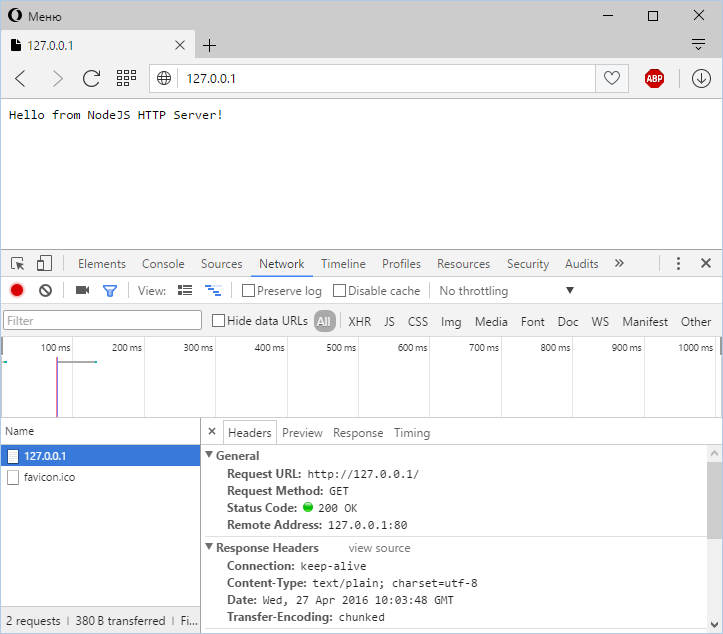 Меню
127.0.0.1
127.0.0.1
ABP
Hello from NodeJS HTTP Server!
Elements Console Sources Network Timeline Profiles Resources Security Audits »
View: Preserve log Disable cache No throttling
Filter Hide data URLs All XHR JS CSS Img Media Font Doc WS Manifest Other
100 ms 200 ms 300 ms 400 ms 500 ms 600 ms 700 ms 800 ms 900 ms 1000 ms
Name × Headers Preview Response Timing
127.0.0.1
favicon.ico
General
Request URL: http://127.0.0.1/
Request Method: GET
Status Code: 200 OK
Remote Address: 127.0.0.1:80
Response Headers view source
Connection: keep-alive
Content-Type: text/plain; charset=utf-8
Date: Wed, 27 Apr 2016 10:03:48 GMT
Transfer-Encoding: chunked
2 requests | 380 B transferred | Fi...